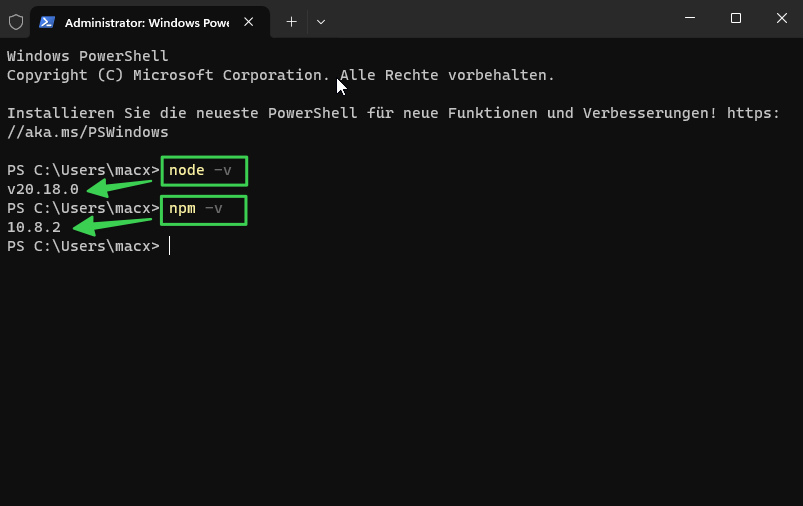 Administrator: Windows Powe
Windows PowerShell
Copyright (C) Microsoft Corporation. Alle Rechte vorbehalten.
Installieren Sie die neueste PowerShell für neue Funktionen und Verbesserungen! https:
//aka.ms/PSWindows
PS C:\Users\macx> node -v
v20.18.0
PS C:\Users\macx> npm -v
10.8.2
PS C:\Users\macx>